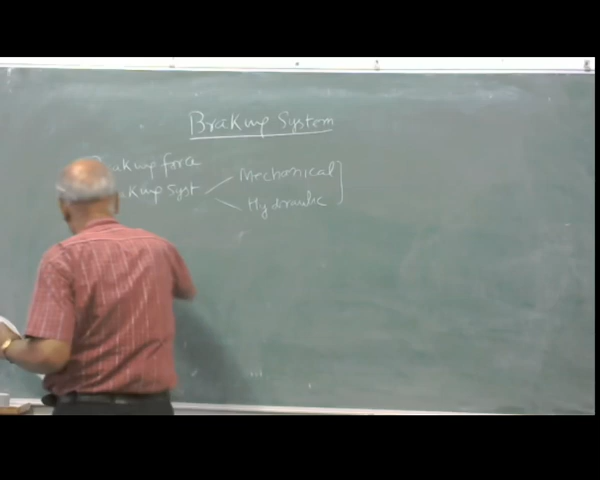 Braking System
aking force
aking Syst
Mechanical
Hydraulic